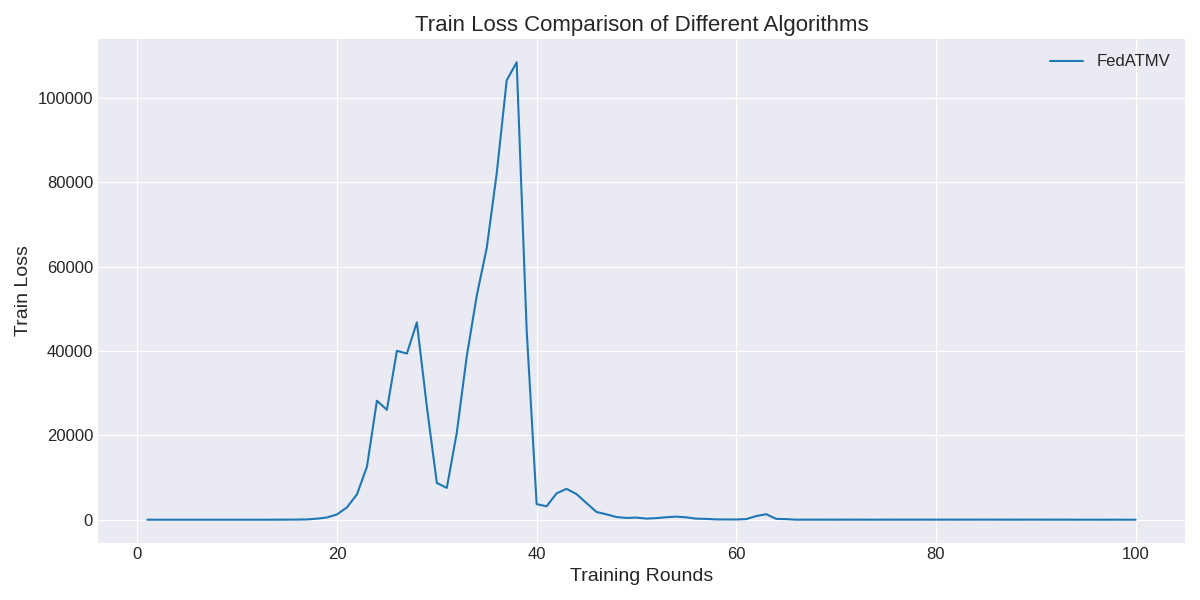 Train Loss Comparison of Different Algorithms
FedATMV
100000
80000
60000
40000
20000
0
Train Loss
0 20 40 60 80 100
Training Rounds